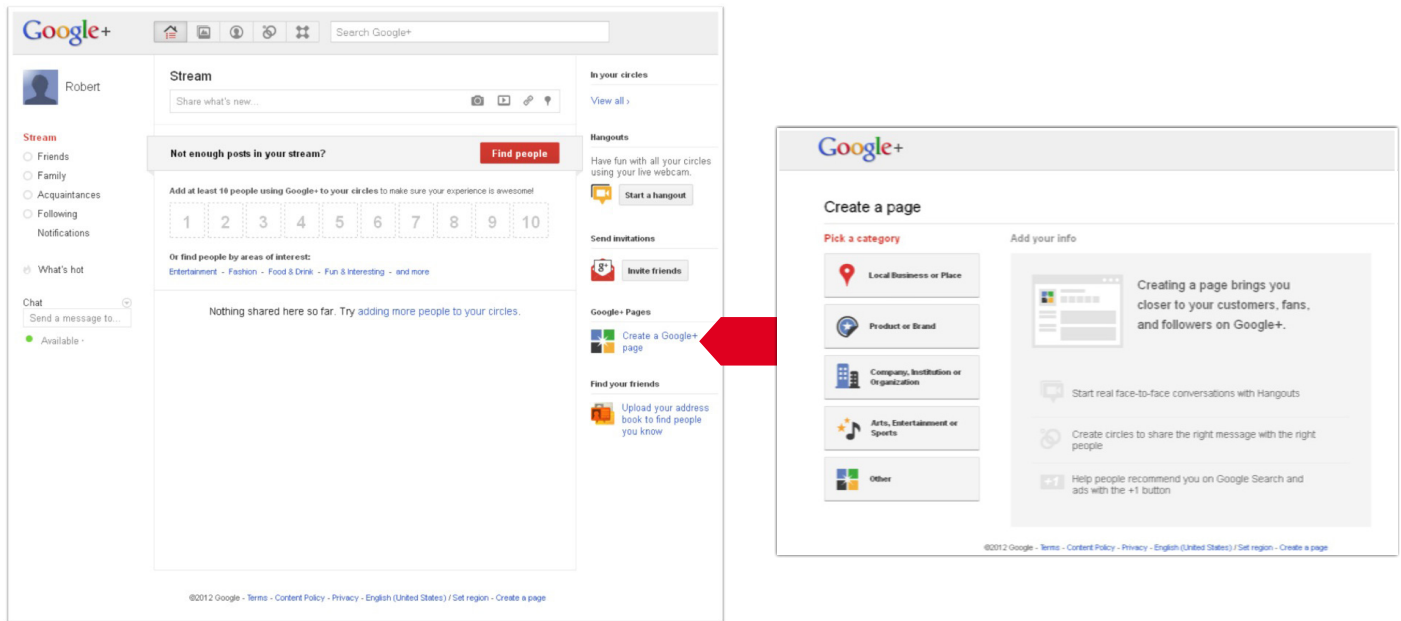 Google+
Search Google+
Robert
Stream
Friends
Family
Acquaintances
Following
Notifications
What's hot
Chat
Send a message to...
Available -
Stream
Share what's new...
Not enough posts in your stream?
Find people
Add at least 10 people using Google+ to your circles to make sure your experience is awesome!
1 2 3 4 5 6 7 8 9 10
Or find people by areas of interest:
Entertainment - Fashion - Food & Drink - Fun & Interesting - and more
Nothing shared here so far. Try adding more people to your circles.
In your circles
View all ›
Hangouts
Have fun with all your circles
using your live webcam.
Start a hangout
Send invitations
8+
Invite friends
Google+ Pages
Create a Google+
page
Find your friends
Upload your address
book to find people
you know
©2012 Google - Terms - Content Policy - Privacy - English (United States) / Set region - Create a page
Google+
Create a page
Pick a category
Local Business or Place
Product or Brand
Company, Institution or
Organization
Arts, Entertainment or
Sports
Other
Add your info
Creating a page brings you
closer to your customers, fans,
and followers on Google+.
Start real face-to-face conversations with Hangouts
Create circles to share the right message with the right
people
+1
Help people recommend you on Google Search and
ads with the +1 button
©2012 Google - Terms - Content Policy - Privacy - English (United States) / Set region - Create a page